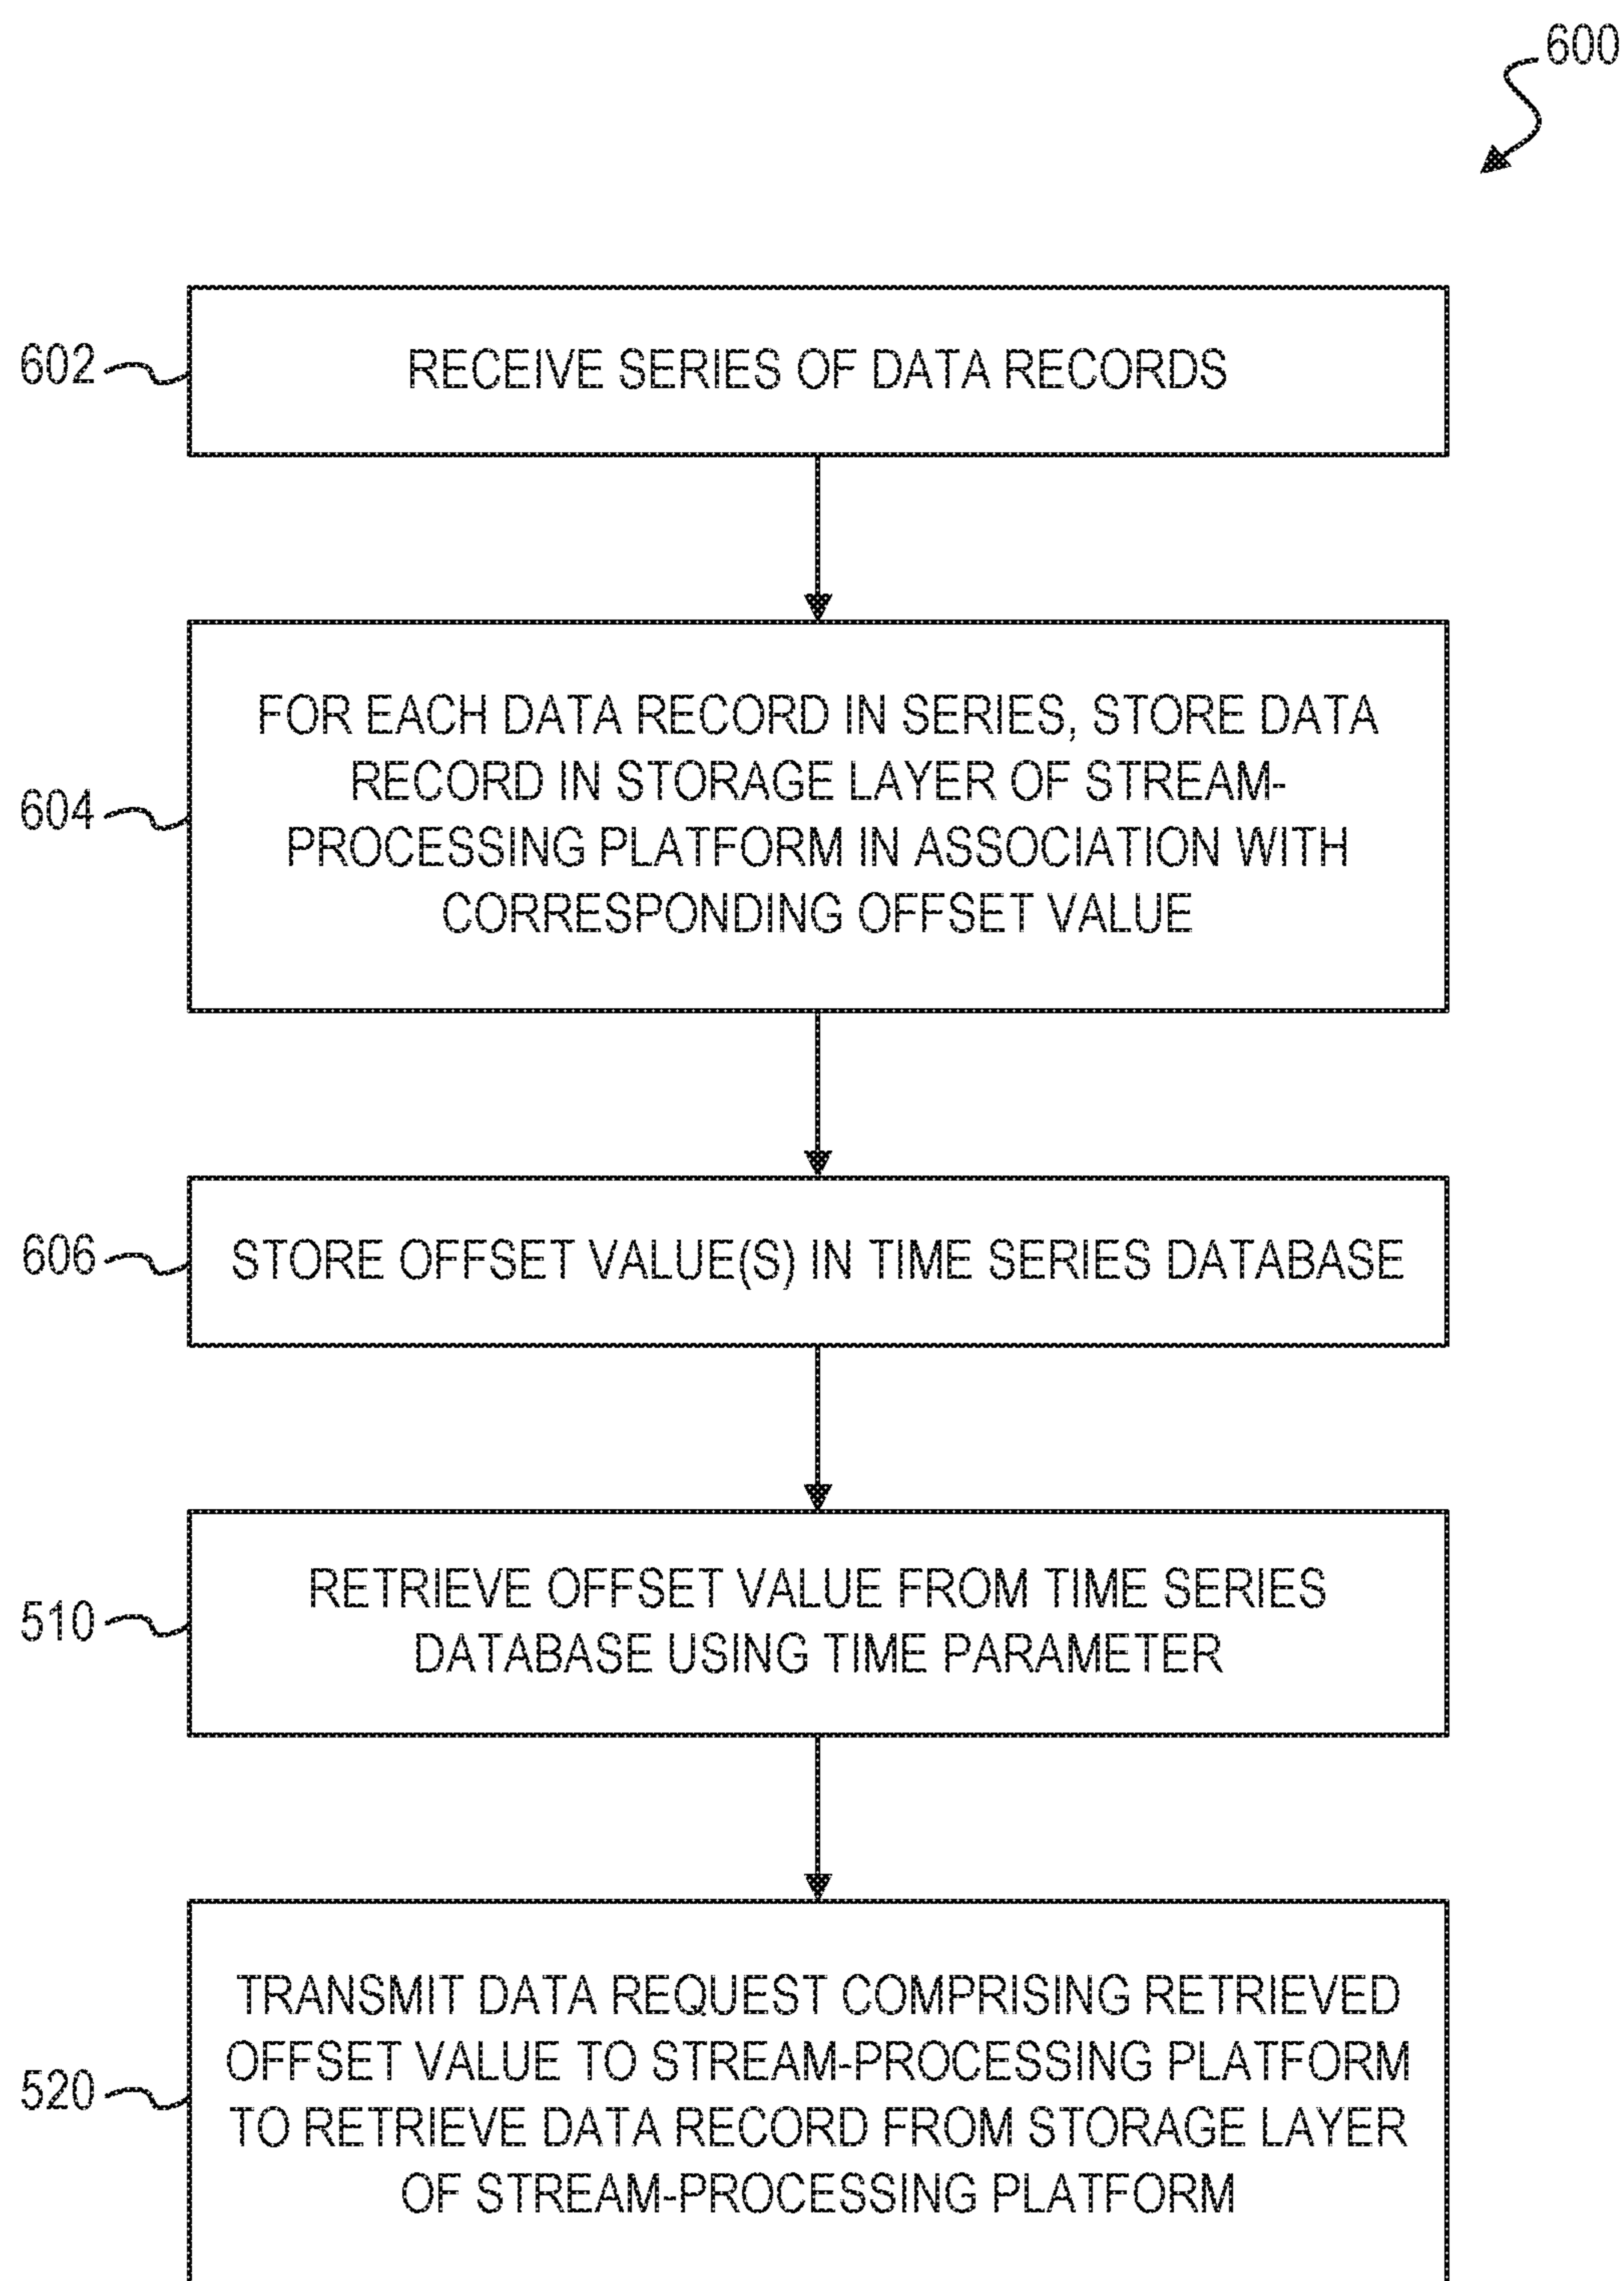 600
602
RECEIVE SERIES OF DATA RECORDS
604
FOR EACH DATA RECORD IN SERIES, STORE DATA
RECORD IN STORAGE LAYER OF STREAM-
PROCESSING PLATFORM IN ASSOCIATION WITH
CORRESPONDING OFFSET VALUE
606
STORE OFFSET VALUE(S) IN TIME SERIES DATABASE
510
RETRIEVE OFFSET VALUE FROM TIME SERIES
DATABASE USING TIME PARAMETER
520
TRANSMIT DATA REQUEST COMPRISING RETRIEVED
OFFSET VALUE TO STREAM-PROCESSING PLATFORM
TO RETRIEVE DATA RECORD FROM STORAGE LAYER
OF STREAM-PROCESSING PLATFORM